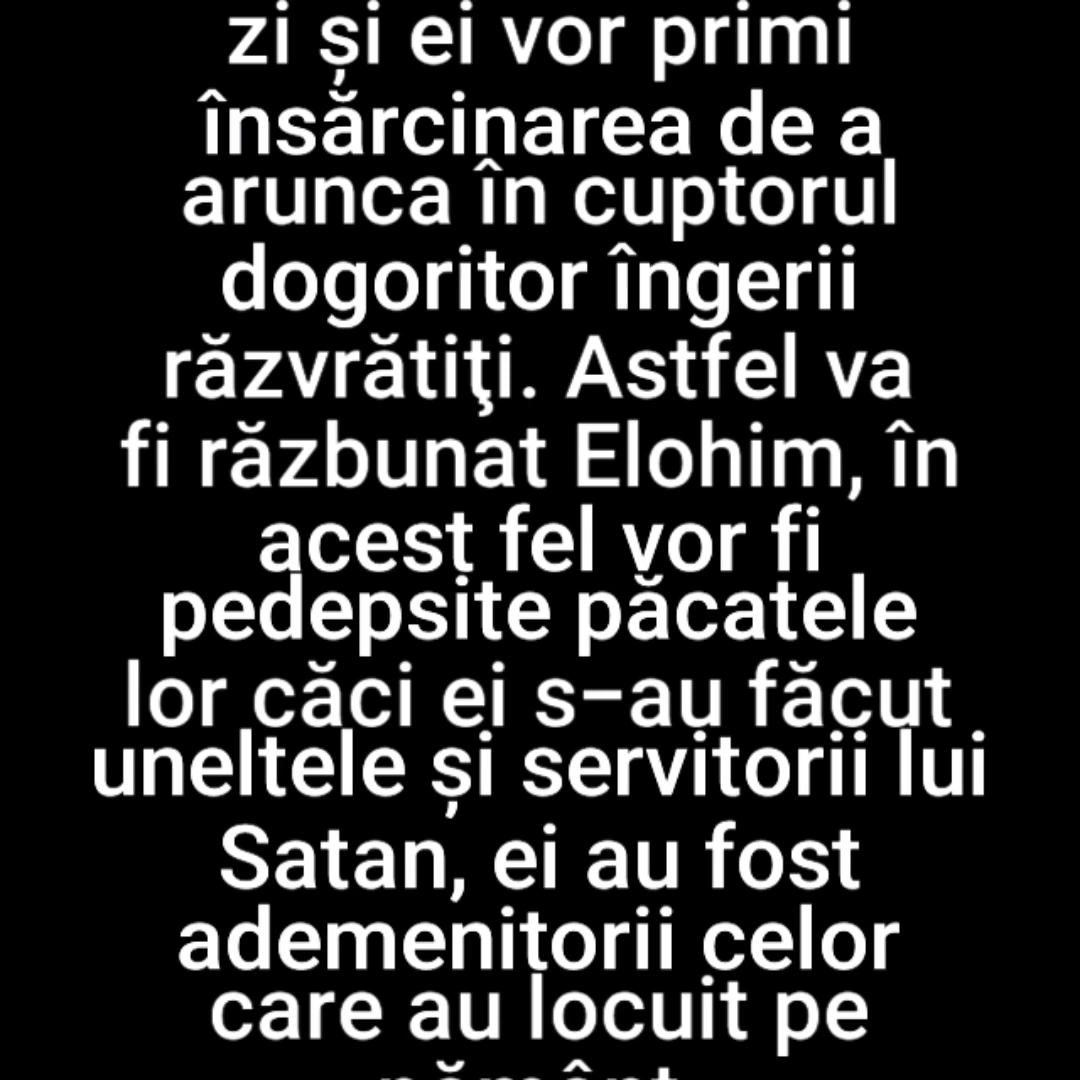 zi și ei vor primi
însărcinarea de a
arunca în cuptorul
dogoritor îngerii
răzvrătiţi. Astfel va
fi răzbunat Elohim, în
acest fel vor fi
pedepsite păcatele
lor căci ei s–au făcut
uneltele și servitorii lui
Satan, ei au fost
ademenitorii celor
care au locuit pe